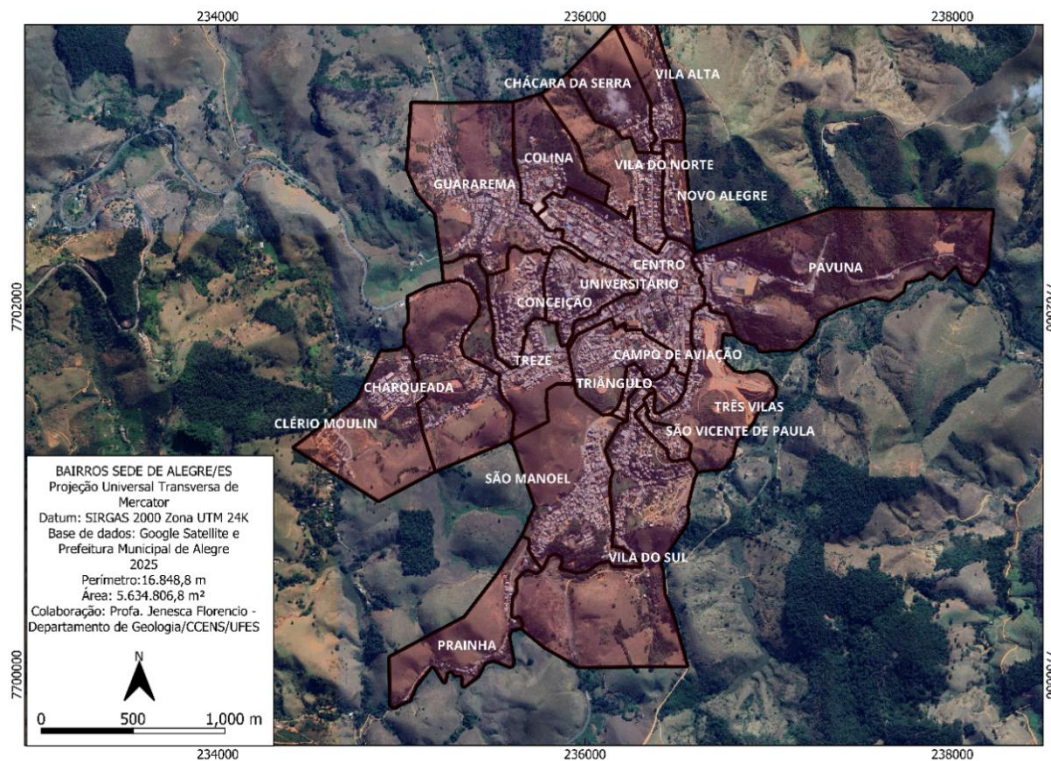 234000
236000
238000
CHÁCARA DA SERRA
VILA ALTA
COLINA
VILA DO NORTE
GUARAREMA
NOVO ALEGRE
CENTRO
PAVUNA
UNIVERSITÁRIO
7702000
7702000
CONCEIÇÃO
TREZE
CAMPO DE AVIAÇÃO
CHARQUEADA
TRIÂNGULO
TRÊS VILAS
CLÉRIO MOULIN
SÃO VICENTE DE PAULA
SÃO MANOEL
VILA DO SUL
PRAINHA
7700000
7700000
BAIRROS SEDE DE ALEGRE/ES
Projeção Universal Transversa de
Mercator
Datum: SIRGAS 2000 Zona UTM 24K
Base de dados: Google Satellite e
Prefeitura Municipal de Alegre
2025
Perímetro:16.848,8 m
Área: 5.634.806,8 m²
Colaboração: Profa. Jenesca Florencio -
Departamento de Geologia/CCENS/UFES
N
0 500 1,000 m
234000
236000
238000